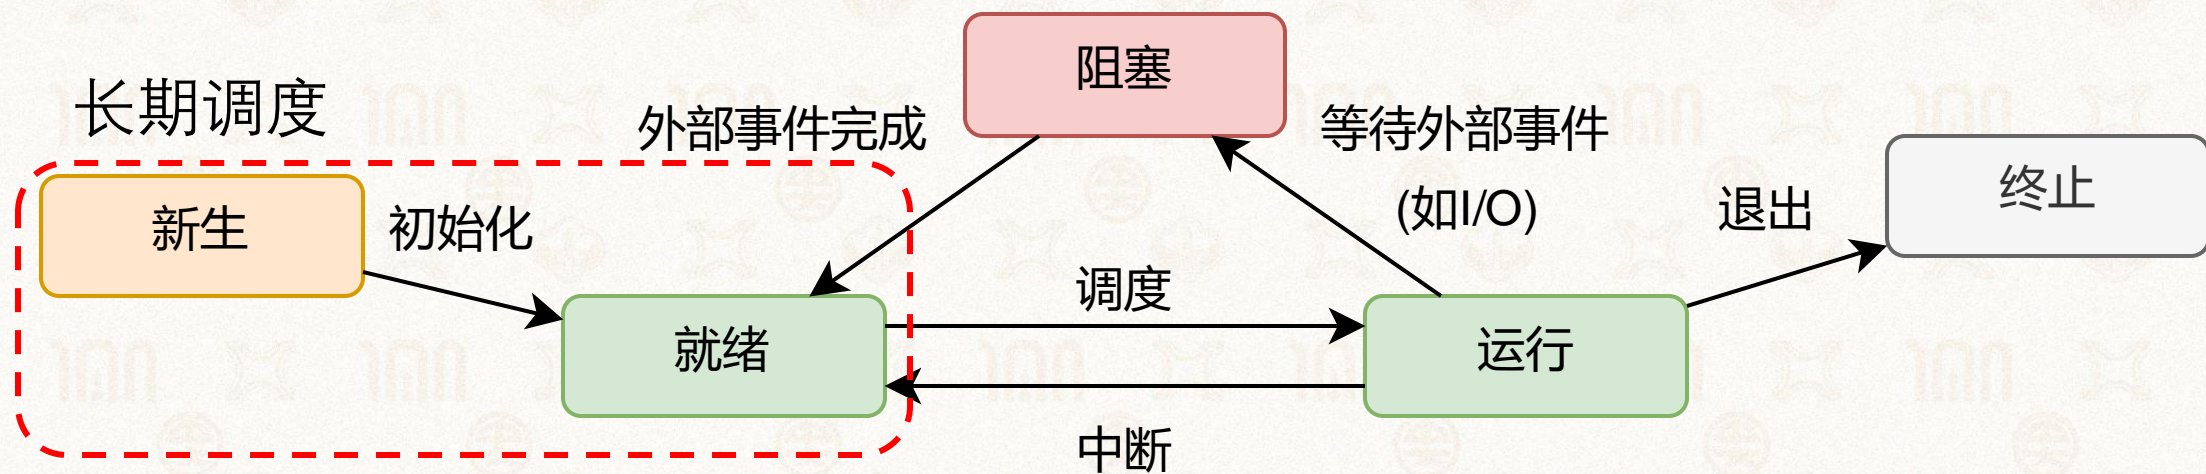 阻塞
长期调度
外部事件完成
等待外部事件
(如I/O)
新生
初始化
退出
终止
调度
就绪
运行
中断